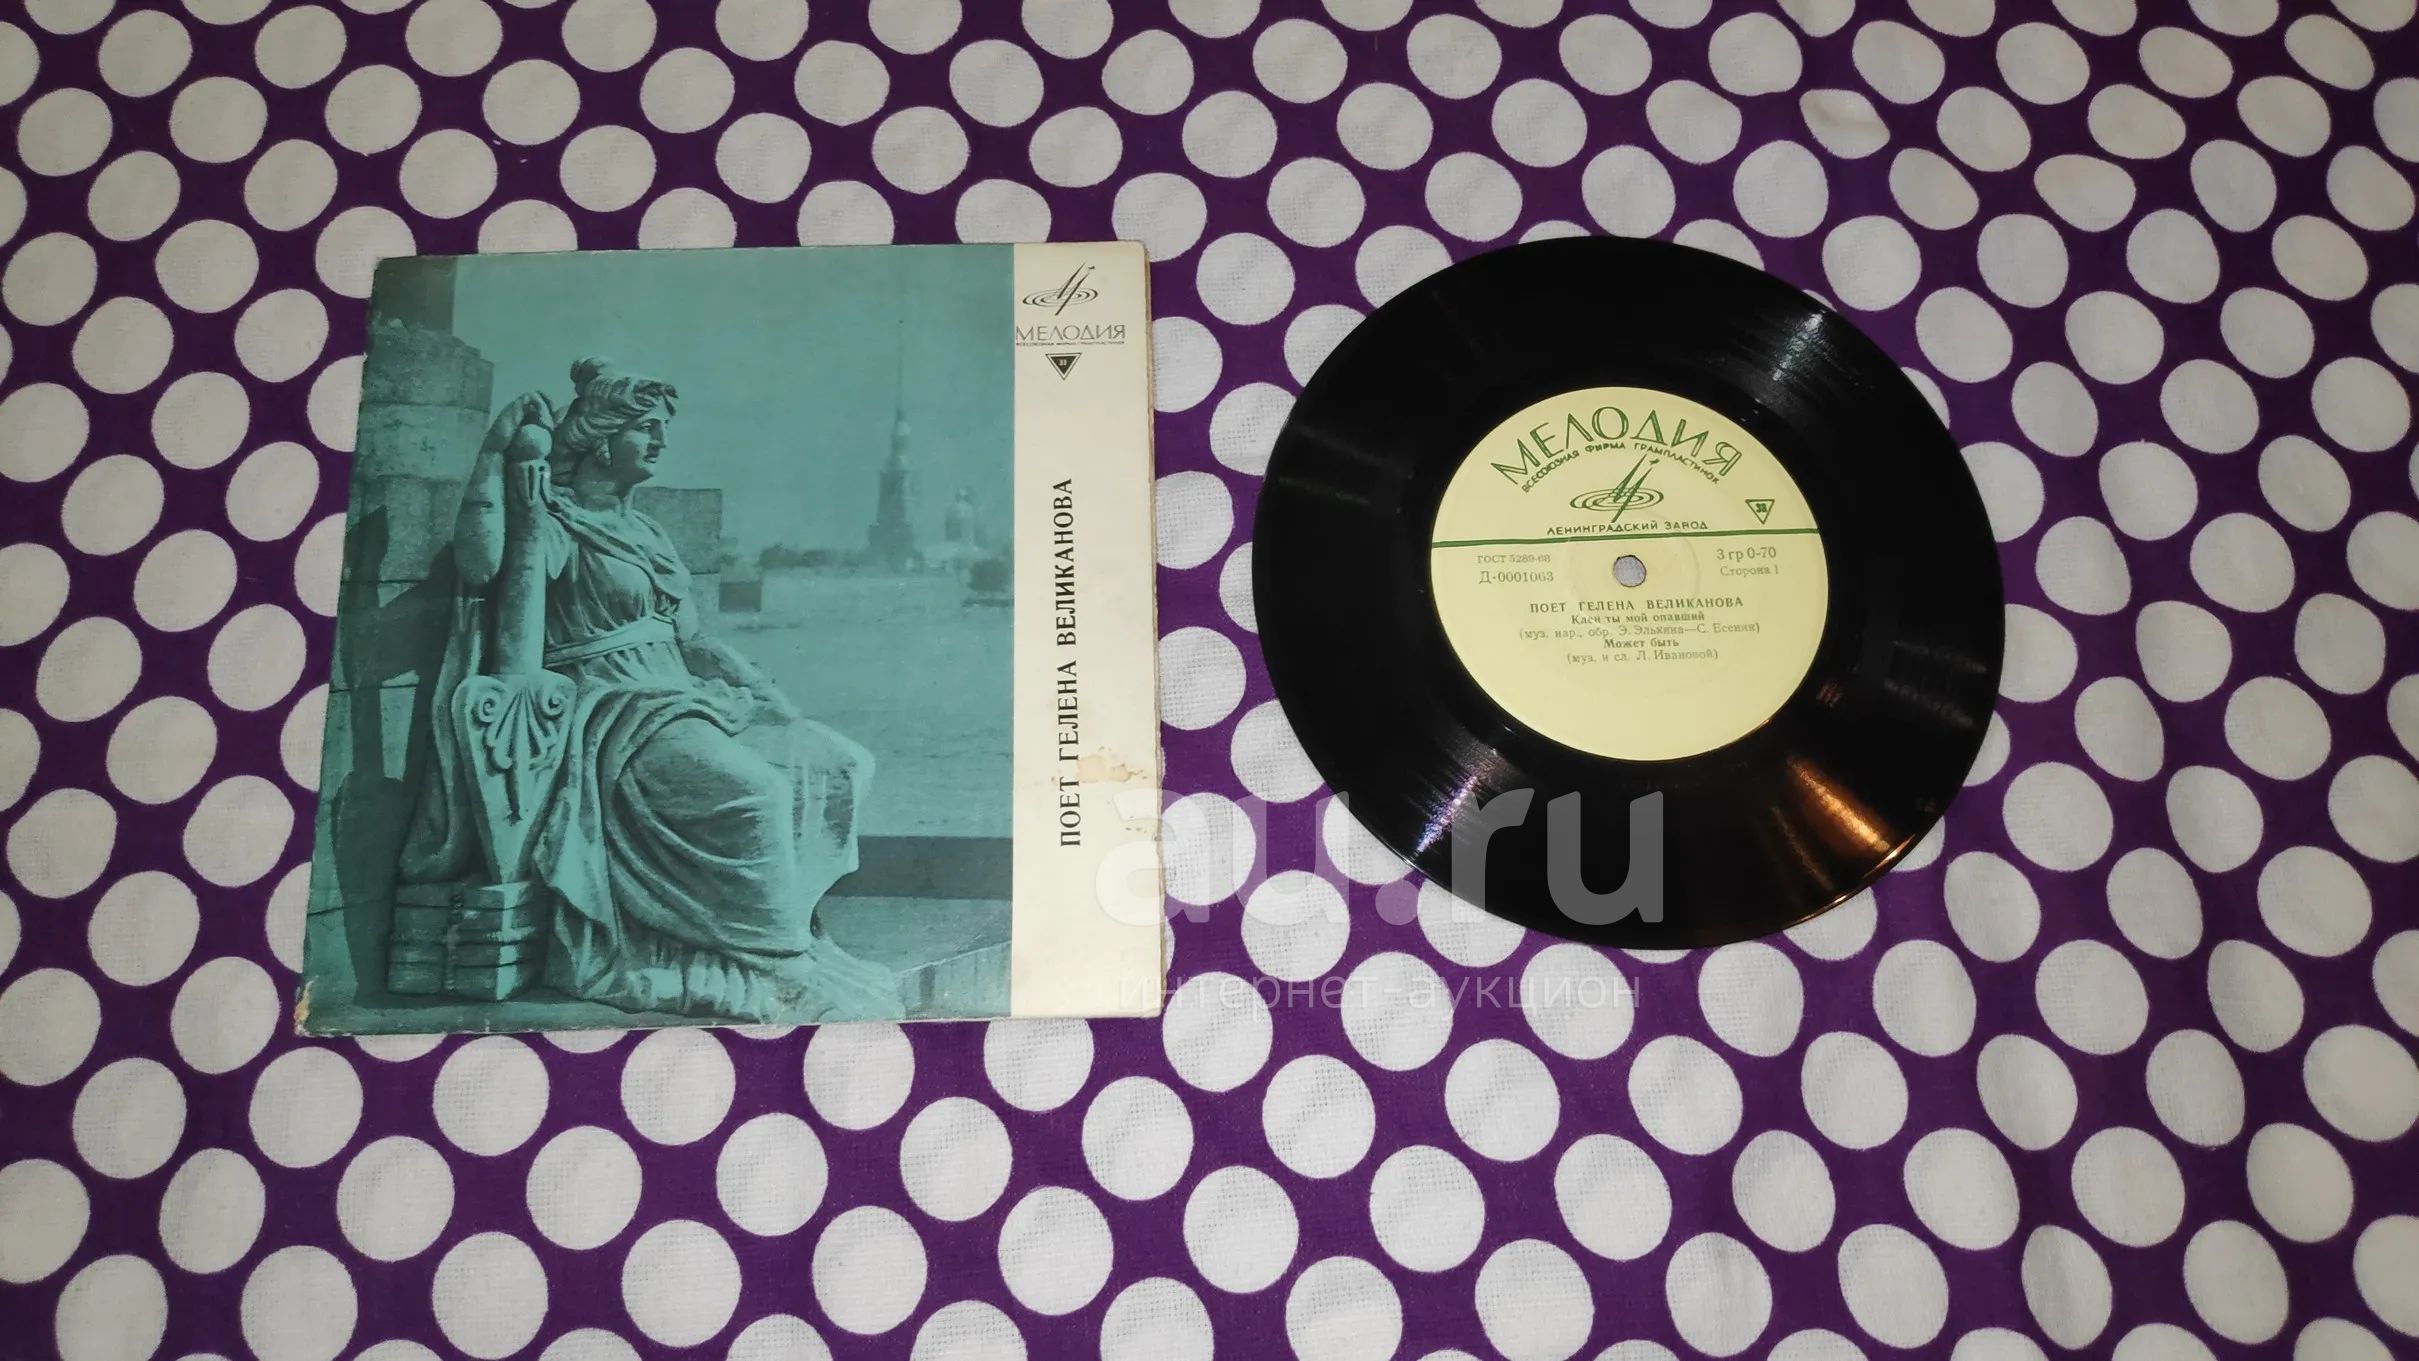 МЕЛОДИЯ
ВСЕСОЮЗНАЯ ФИРМА ГРАМПЛАСТИНОК
33
ПОЕТ ГЕЛЕНА ВЕЛИКАНОВА
МЕЛОДИЯ
ВСЕСОЮЗНАЯ ФИРМА ГРАМПЛАСТИНОК
33
ЛЕНИНГРАДСКИЙ ЗАВОД
ГОСТ 5289-68
3 гр 0-70
Д-0001063
Сторона 1
ПОЕТ ГЕЛЕНА ВЕЛИКАНОВА
Клен ты мой опавший
(муз. нар., обр. Э. Элькина—С. Есенин)
Может быть
(муз. и сл. Л. Ивановой)
au.ru
интернет-аукцион